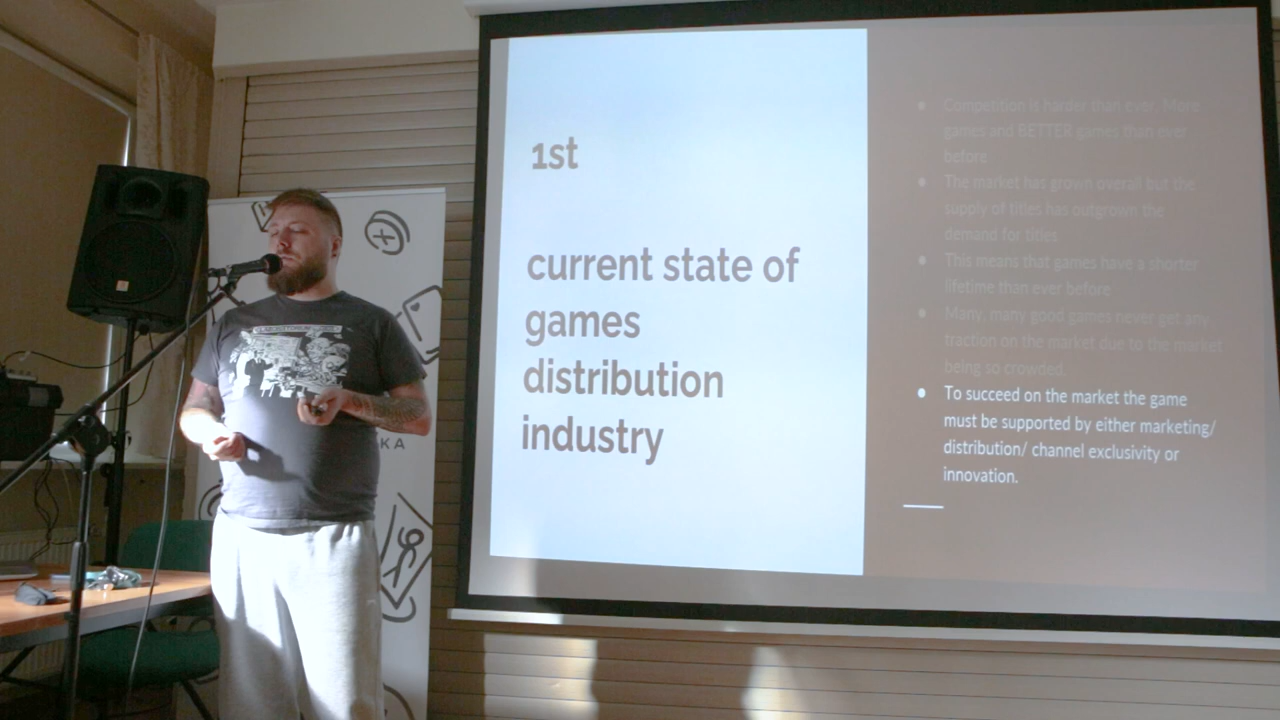 1st
current state of
games
distribution
industry
Competition is harder than ever. More
games and BETTER games than ever
before
The market has grown overall but the
supply of titles has outgrown the
demand for titles
This means that games have a shorter
lifetime than ever before
Many, many good games never get any
traction on the market due to the market
being so crowded.
To succeed on the market the game
must be supported by either marketing/
distribution/ channel exclusivity or
innovation.
KA